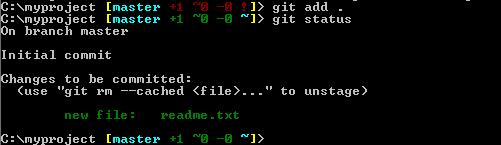 C:\myproject [master +1 ~0 -0 !]> git add .
C:\myproject [master +1 ~0 -0 ~]> git status
On branch master
Initial commit
Changes to be committed:
(use "git rm --cached <file>..." to unstage)
new file: readme.txt
C:\myproject [master +1 ~0 -0 ~]>